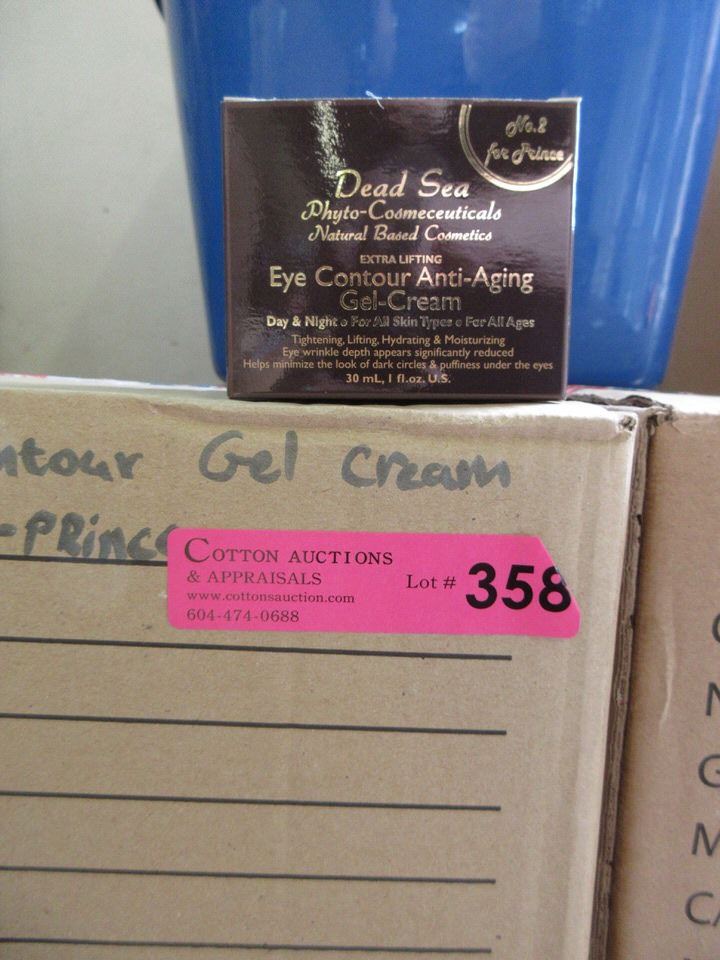 No.2
for Prince
Dead Sea
Phyto-Cosmeceuticals
Natural Based Cosmetics
EXTRA LIFTING
Eye Contour Anti-Aging
Gel-Cream
Day & Night o For All Skin Types o For All Ages
Tightening, Lifting, Hydrating & Moisturizing
Eye wrinkle depth appears significantly reduced
Helps minimize the look of dark circles & puffiness under the eyes
30 mL, 1 fl.oz. U.S.
ntour Gel Cream
-PRince
COTTON AUCTIONS
& APPRAISALS
www.cottonsauction.com
604-474-0688
Lot # 358
N
G
M
CA